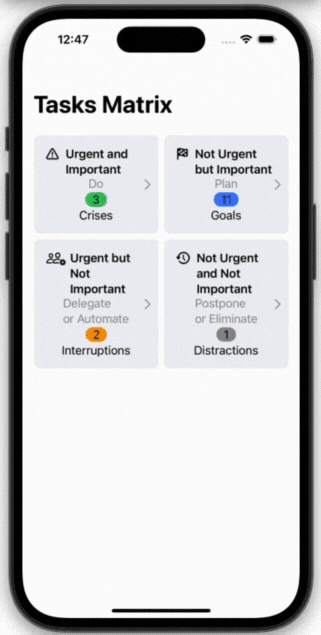 12:47
Tasks Matrix
Urgent and
Important
Do
3
Crises
Not Urgent
but Important
Plan
11
Goals
Urgent but
Not
Important
Delegate
or Automate
2
Interruptions
Not Urgent
and Not
Important
Postpone
or Eliminate
1
Distractions